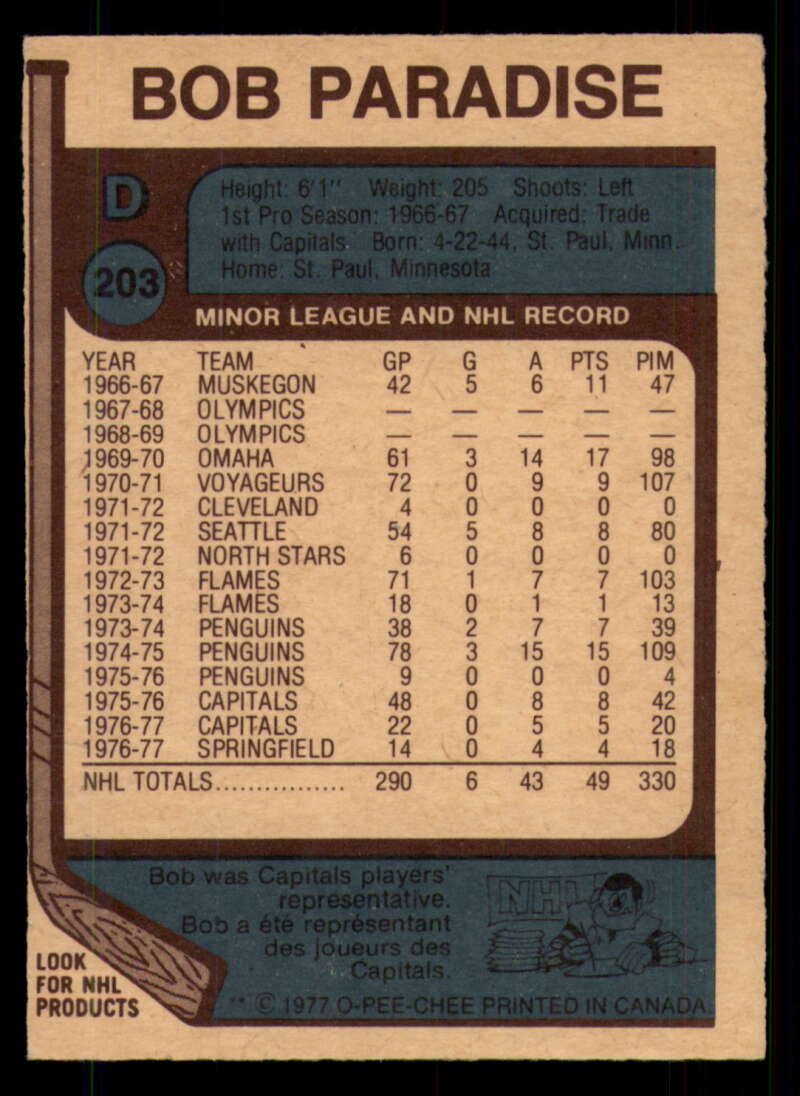 BOB PARADISE
D
203
Height: 6'1" Weight: 205 Shoots: Left
1st Pro Season: 1966-67 Acquired: Trade
with Capitals Born: 4-22-44, St. Paul, Minn.
Home: St. Paul, Minnesota
MINOR LEAGUE AND NHL RECORD
YEAR TEAM GP G A PTS PIM
1966-67 MUSKEGON 42 5 6 11 47
1967-68 OLYMPICS — — — — —
1968-69 OLYMPICS — — — — —
1969-70 OMAHA 61 3 14 17 98
1970-71 VOYAGEURS 72 0 9 9 107
1971-72 CLEVELAND 4 0 0 0 0
1971-72 SEATTLE 54 5 8 8 80
1971-72 NORTH STARS 6 0 0 0 0
1972-73 FLAMES 71 1 7 7 103
1973-74 FLAMES 18 0 1 1 13
1973-74 PENGUINS 38 2 7 7 39
1974-75 PENGUINS 78 3 15 15 109
1975-76 PENGUINS 9 0 0 0 4
1975-76 CAPITALS 48 0 8 8 42
1976-77 CAPITALS 22 0 5 5 20
1976-77 SPRINGFIELD 14 0 4 4 18
NHL TOTALS................ 290 6 43 49 330
Bob was Capitals players'
representative.
Bob a été représentant
des joueurs des
Capitals.
NHL
LOOK
FOR NHL
PRODUCTS
** © 1977 O-PEE-CHEE PRINTED IN CANADA